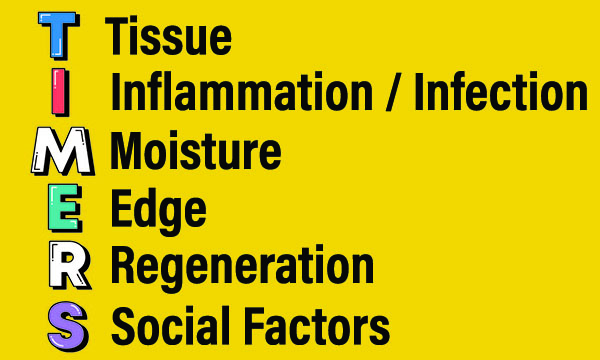 T Tissue
I Inflammation / Infection
M Moisture
E Edge
R Regeneration
S Social Factors